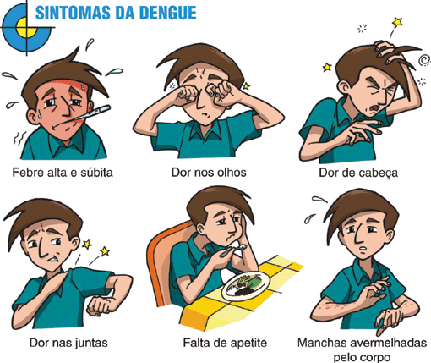 SINTOMAS DA DENGUE
Febre alta e súbita
Dor nos olhos
Dor de cabeça
Dor nas juntas
Falta de apetite
Manchas avermelhadas
pelo corpo